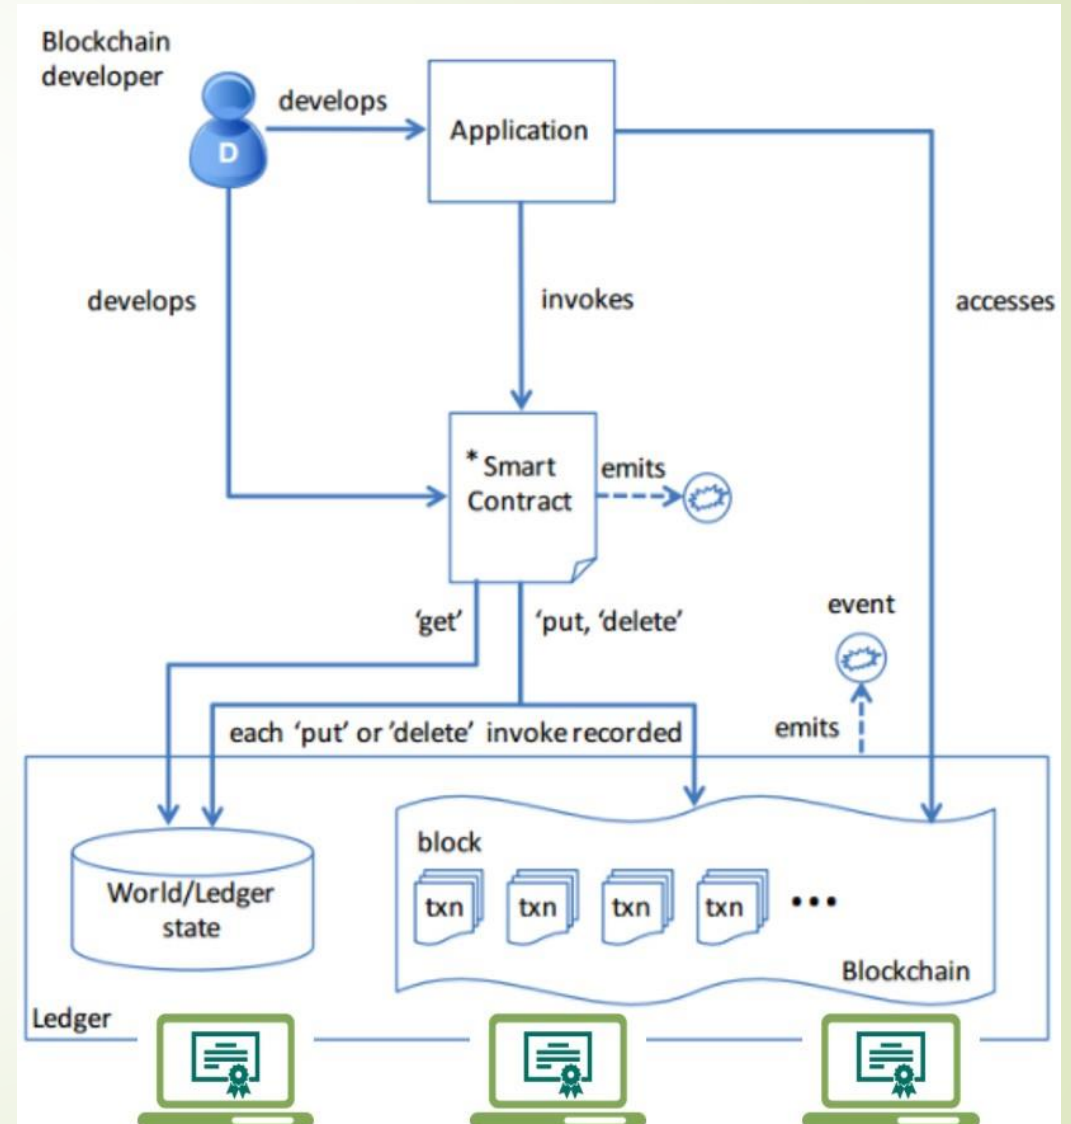 Blockchain
developer
develops
D
Application
develops
invokes
accesses
* Smart
Contract
emits
'get'
'put, 'delete'
event
each 'put' or 'delete' invoke recorded
emits
block
World/Ledger
state
txn
txn
txn
txn
...
Blockchain
Ledger